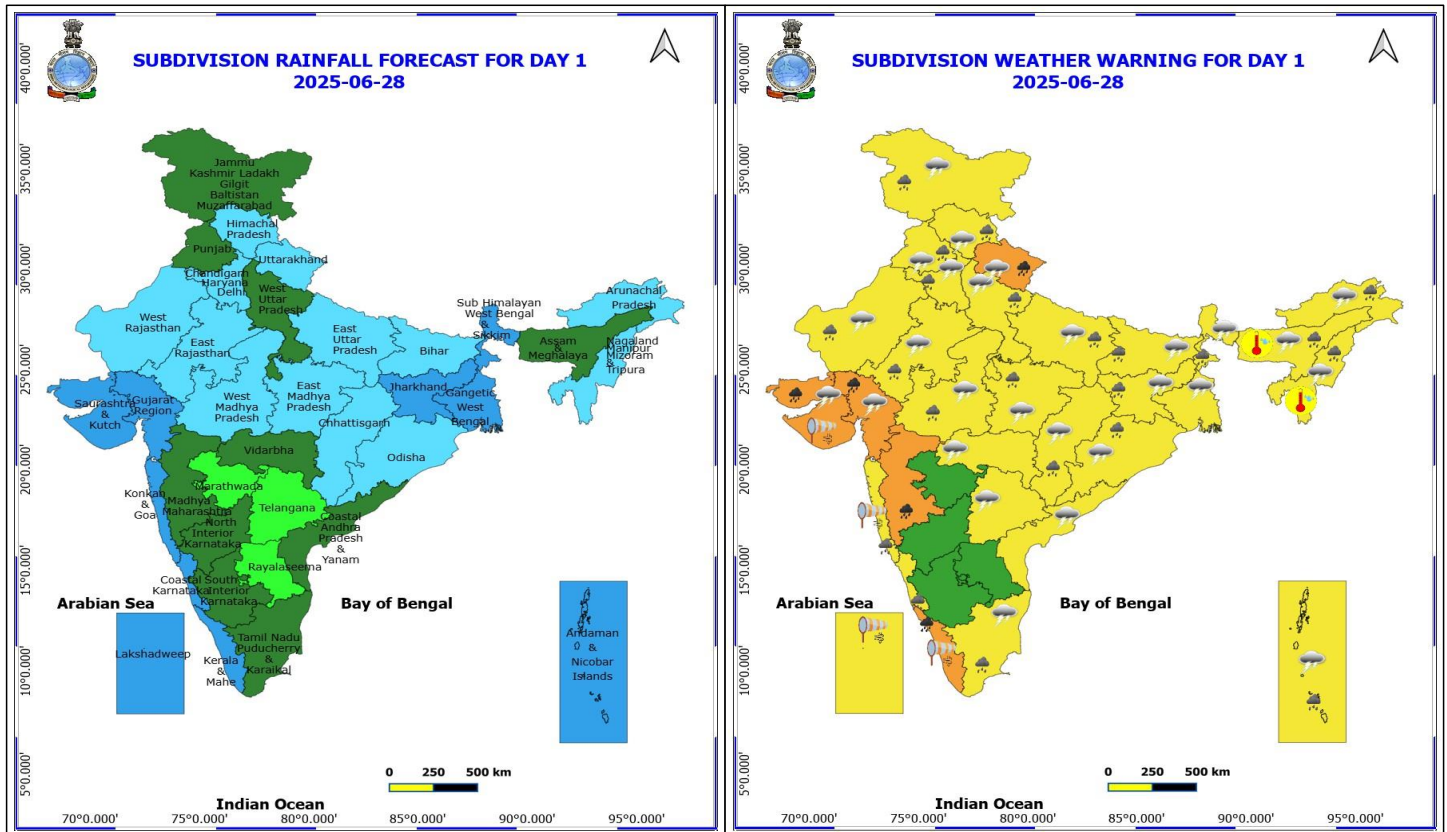 SUBDIVISION RAINFALL FORECAST FOR DAY 1
2025-06-28
40°0.000'
35°0.000'
30°0.000'
25°0.000'
20°0.000'
15°0.000'
10°0.000'
5°0.000'
Jammu
Kashmir Ladakh
Gilgit
Baltistan
Muzaffarabad
Himachal
Pradesh
Punjab
Uttarakhand
Chandigarh
Haryana
Delhi
West
Uttar
Pradesh
Arunachal
Pradesh
Sub Himalayan
West Bengal
&
Sikkim
West
Rajasthan
East
Rajasthan
East
Uttar
Pradesh
Bihar
Assam
&
Meghalaya
Nagaland
Manipur
Mizoram
&
Tripura
Jharkhand
Gangetic
West
Bengal
Saurashtra
&
Kutch
Gujarat
Region
West
Madhya
Pradesh
East
Madhya
Pradesh
Chhattisgarh
Vidarbha
Odisha
Konkan
&
Goa
Marathwada
Madhya
Maharashtra
Telangana
North
Interior
Karnataka
Coastal
Andhra
Pradesh
&
Yanam
Rayalaseema
Coastal
Karnataka
South
Interior
Karnataka
Arabian Sea
Bay of Bengal
Lakshadweep
Kerala
&
Mahe
Tamil Nadu
Puducherry
&
Karaikal
Andaman
&
Nicobar
Islands
0 250 500 km
Indian Ocean
70°0.000' 75°0.000' 80°0.000' 85°0.000' 90°0.000' 95°0.000'
SUBDIVISION WEATHER WARNING FOR DAY 1
2025-06-28
40°0.000'
35°0.000'
30°0.000'
25°0.000'
20°0.000'
15°0.000'
10°0.000'
5°0.000'
Arabian Sea
Bay of Bengal
0 250 500 km
Indian Ocean
70°0.000' 75°0.000' 80°0.000' 85°0.000' 90°0.000' 95°0.000'